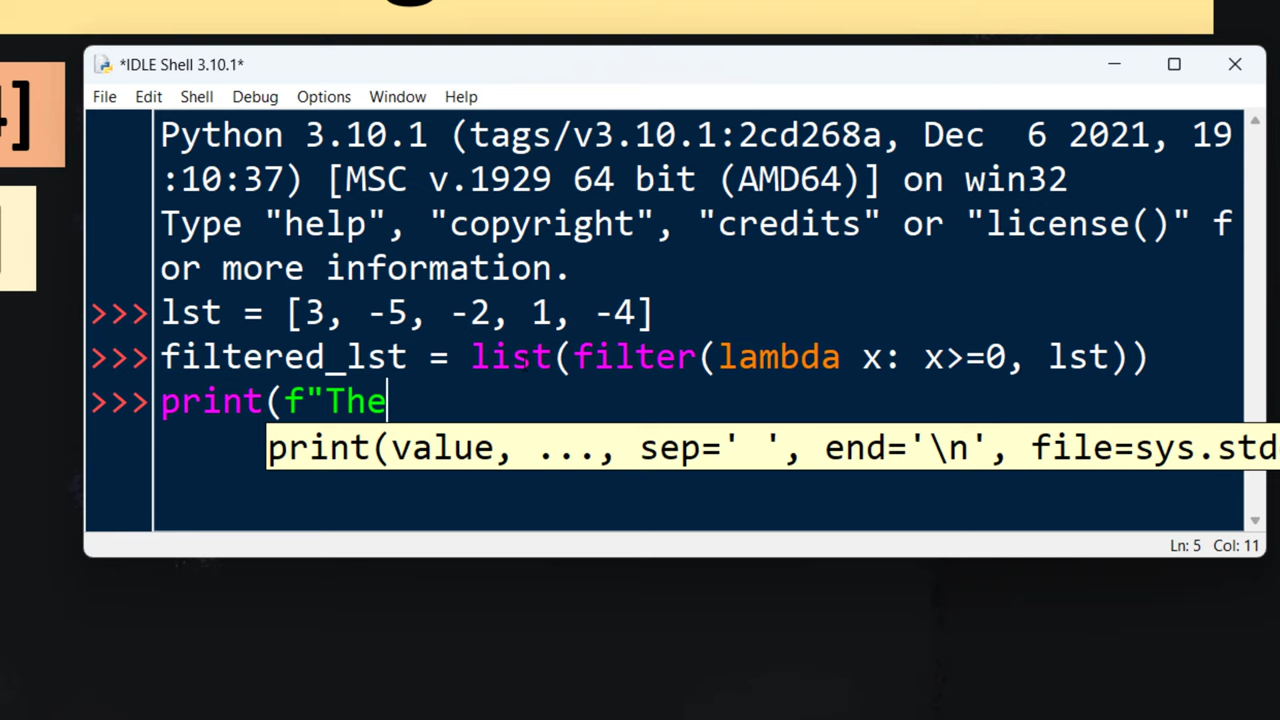 4]
]
*IDLE Shell 3.10.1*
File Edit Shell Debug Options Window Help
Python 3.10.1 (tags/v3.10.1:2cd268a, Dec  6 2021, 19
:10:37) [MSC v.1929 64 bit (AMD64)] on win32
Type "help", "copyright", "credits" or "license()" f
or more information.
>>> lst = [3, -5, -2, 1, -4]
>>> filtered_lst = list(filter(lambda x: x>=0, lst))
>>> print(f"The
print(value, ..., sep=' ', end='\n', file=sys.std
Ln: 5 Col: 11